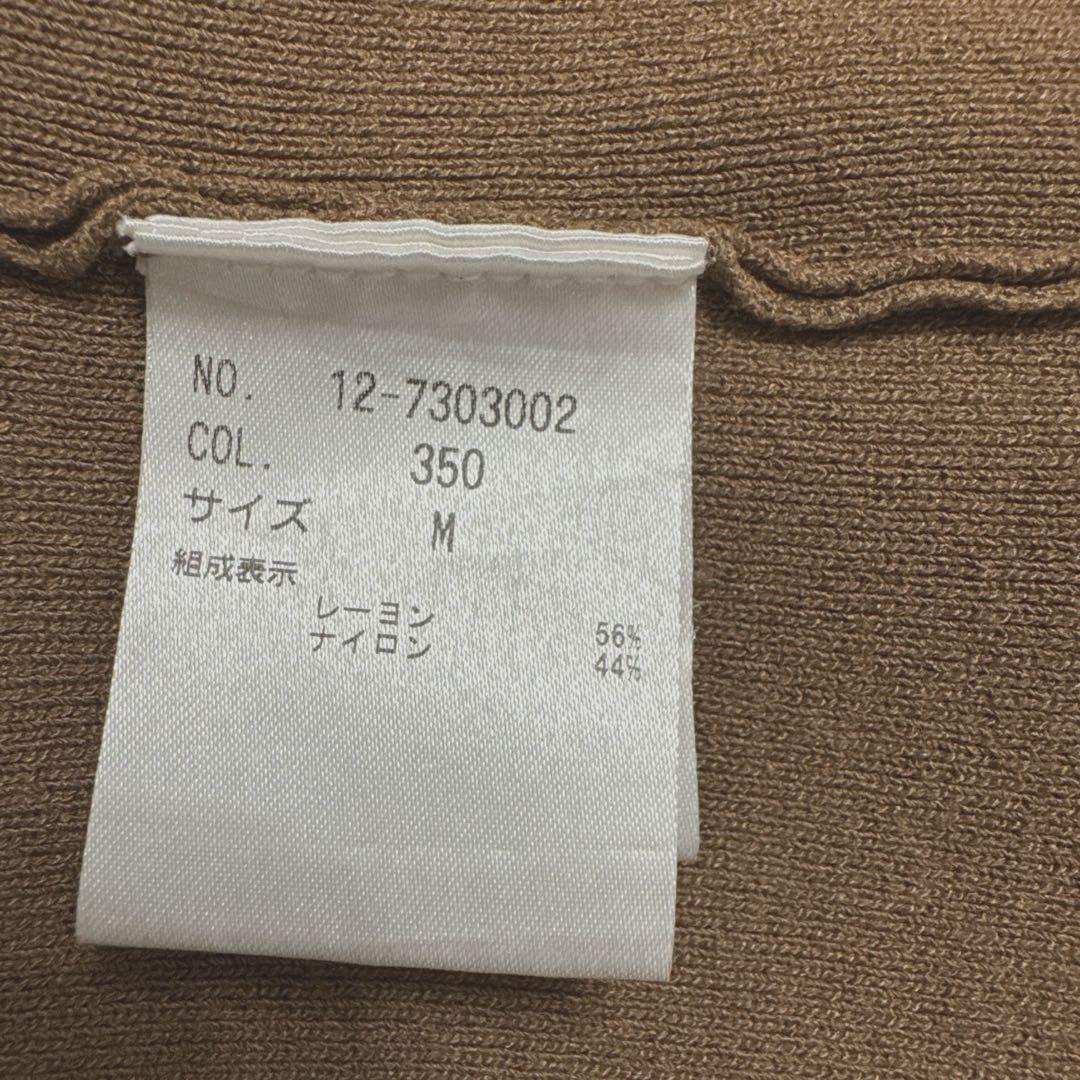 NO. 12-7303002
COL. 350
サイズ M
組成表示
レーヨン 56%
ナイロン 44%